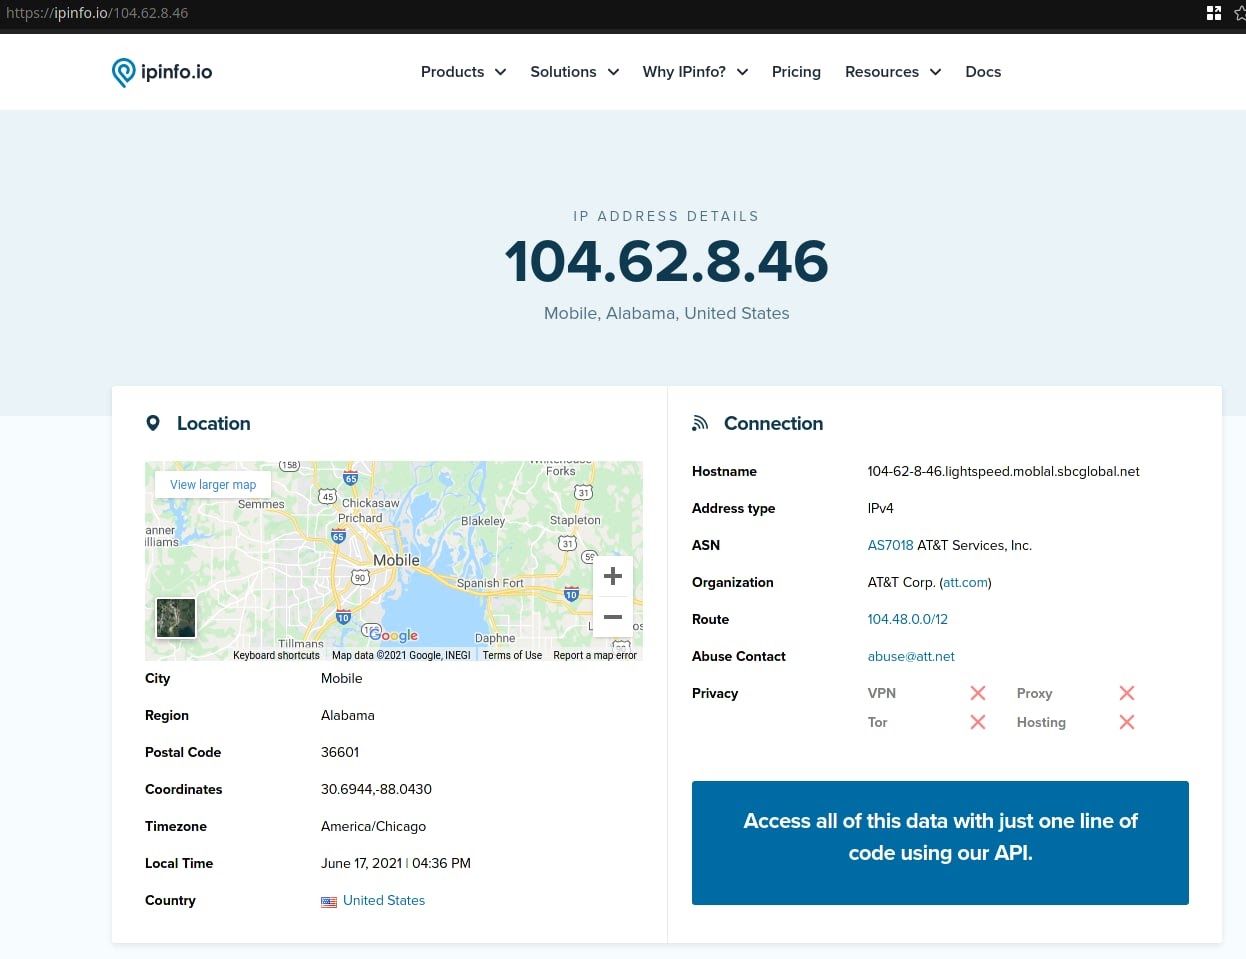 https://ipinfo.io/104.62.8.46
ipinfo.io
Products Solutions Why IPinfo? Pricing Resources Docs
IP ADDRESS DETAILS
104.62.8.46
Mobile, Alabama, United States
Location
View larger map
158
65
45
Whitehouse
Forks
31
Semmes
Chickasaw
Prichard
Blakeley
Stapleton
65
31
59
anner
illiams
Mobile
90
Spanish Fort
10
10
Google
Tillmans
Daphne
Keyboard shortcuts Map data ©2021 Google, INEGI Terms of Use Report a map error
City Mobile
Region Alabama
Postal Code 36601
Coordinates 30.6944,-88.0430
Timezone America/Chicago
Local Time June 17, 2021 | 04:36 PM
Country United States
Connection
Hostname 104-62-8-46.lightspeed.moblal.sbcglobal.net
Address type IPv4
ASN AS7018 AT&T Services, Inc.
Organization AT&T Corp. (att.com)
Route 104.48.0.0/12
Abuse Contact abuse@att.net
Privacy VPN Proxy
Tor Hosting
Access all of this data with just one line of
code using our API.